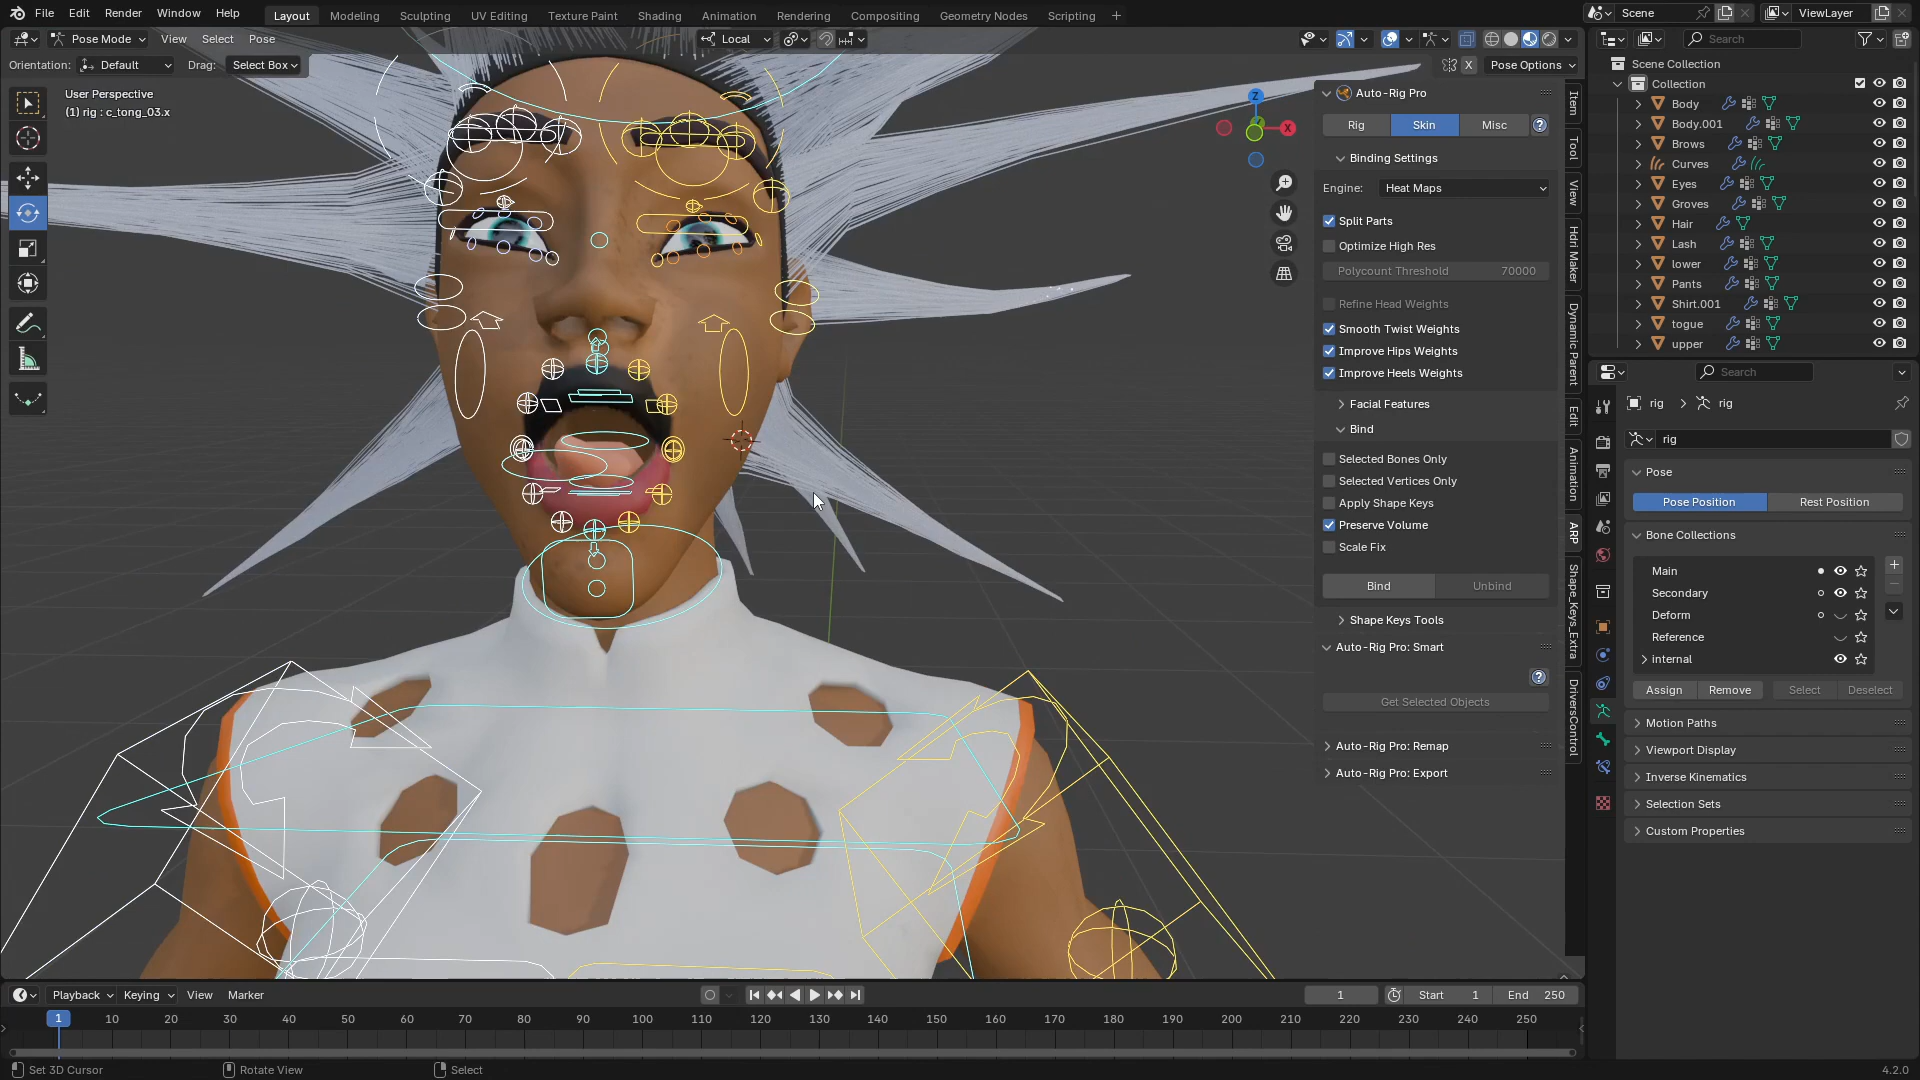 File Edit Render Window Help Layout Modeling Sculpting UV Editing Texture Paint Shading Animation Rendering Compositing Geometry Nodes Scripting + Scene ViewLayer
Pose Mode View Select Pose Local Search
Orientation: Default Drag: Select Box X Pose Options
User Perspective
(1) rig : c_tong_03.x
Z
X
Auto-Rig Pro
Rig Skin Misc ?
Binding Settings
Engine: Heat Maps
Split Parts
Optimize High Res
Polycount Threshold 70000
Refine Head Weights
Smooth Twist Weights
Improve Hips Weights
Improve Heels Weights
Facial Features
Bind
Selected Bones Only
Selected Vertices Only
Apply Shape Keys
Preserve Volume
Scale Fix
Bind Unbind
Shape Keys Tools
Auto-Rig Pro: Smart
?
Get Selected Objects
Auto-Rig Pro: Remap
Auto-Rig Pro: Export
Item
Tool
View
Hdri Maker
Dynamic Parent
Edit
Animation
ARP
Shape_Keys_Extra
DriversControl
Scene Collection
Collection
Body
Body.001
Brows
Curves
Eyes
Groves
Hair
Lash
lower
Pants
Shirt.001
togue
upper
Search
rig > rig
rig
Pose
Pose Position Rest Position
Bone Collections
Main
Secondary
Deform
Reference
internal
Assign Remove Select Deselect
Motion Paths
Viewport Display
Inverse Kinematics
Selection Sets
Custom Properties
Playback Keying View Marker 1 Start 1 End 250
1 10 20 30 40 50 60 70 80 90 100 110 120 130 140 150 160 170 180 190 200 210 220 230 240 250
Set 3D Cursor Rotate View Select 4.2.0